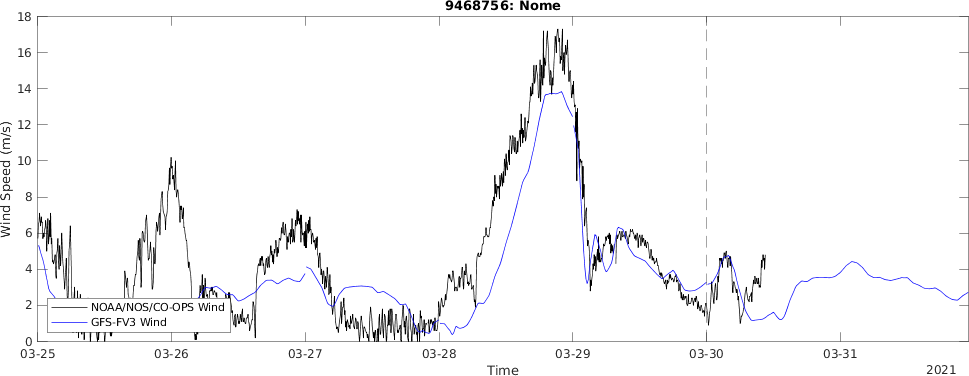 9468756: Nome
18
16
14
12
10
8
6
4
2
0
Wind Speed (m/s)
NOAA/NOS/CO-OPS Wind
GFS-FV3 Wind
03-25 03-26 03-27 03-28 03-29 03-30 03-31
Time
2021